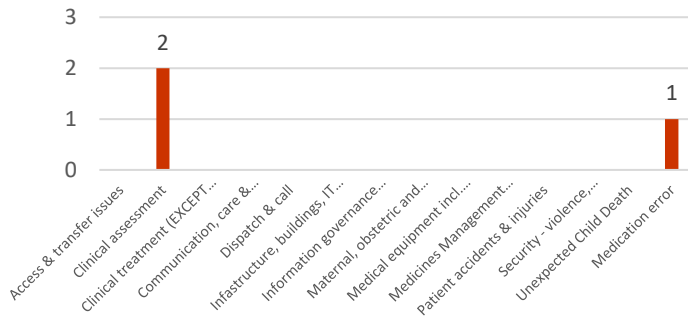 3
2
1
0
2
1
Access & transfer issues
Clinical assessment
Clinical treatment (EXCEPT...
Communication, care &...
Dispatch & call
Infastructure, buildings, IT...
Information governance...
Maternal, obstetric and...
Medical equipment incl....
Medicines Management...
Patient accidents & injuries
Security - violence,...
Unexpected Child Death
Medication error